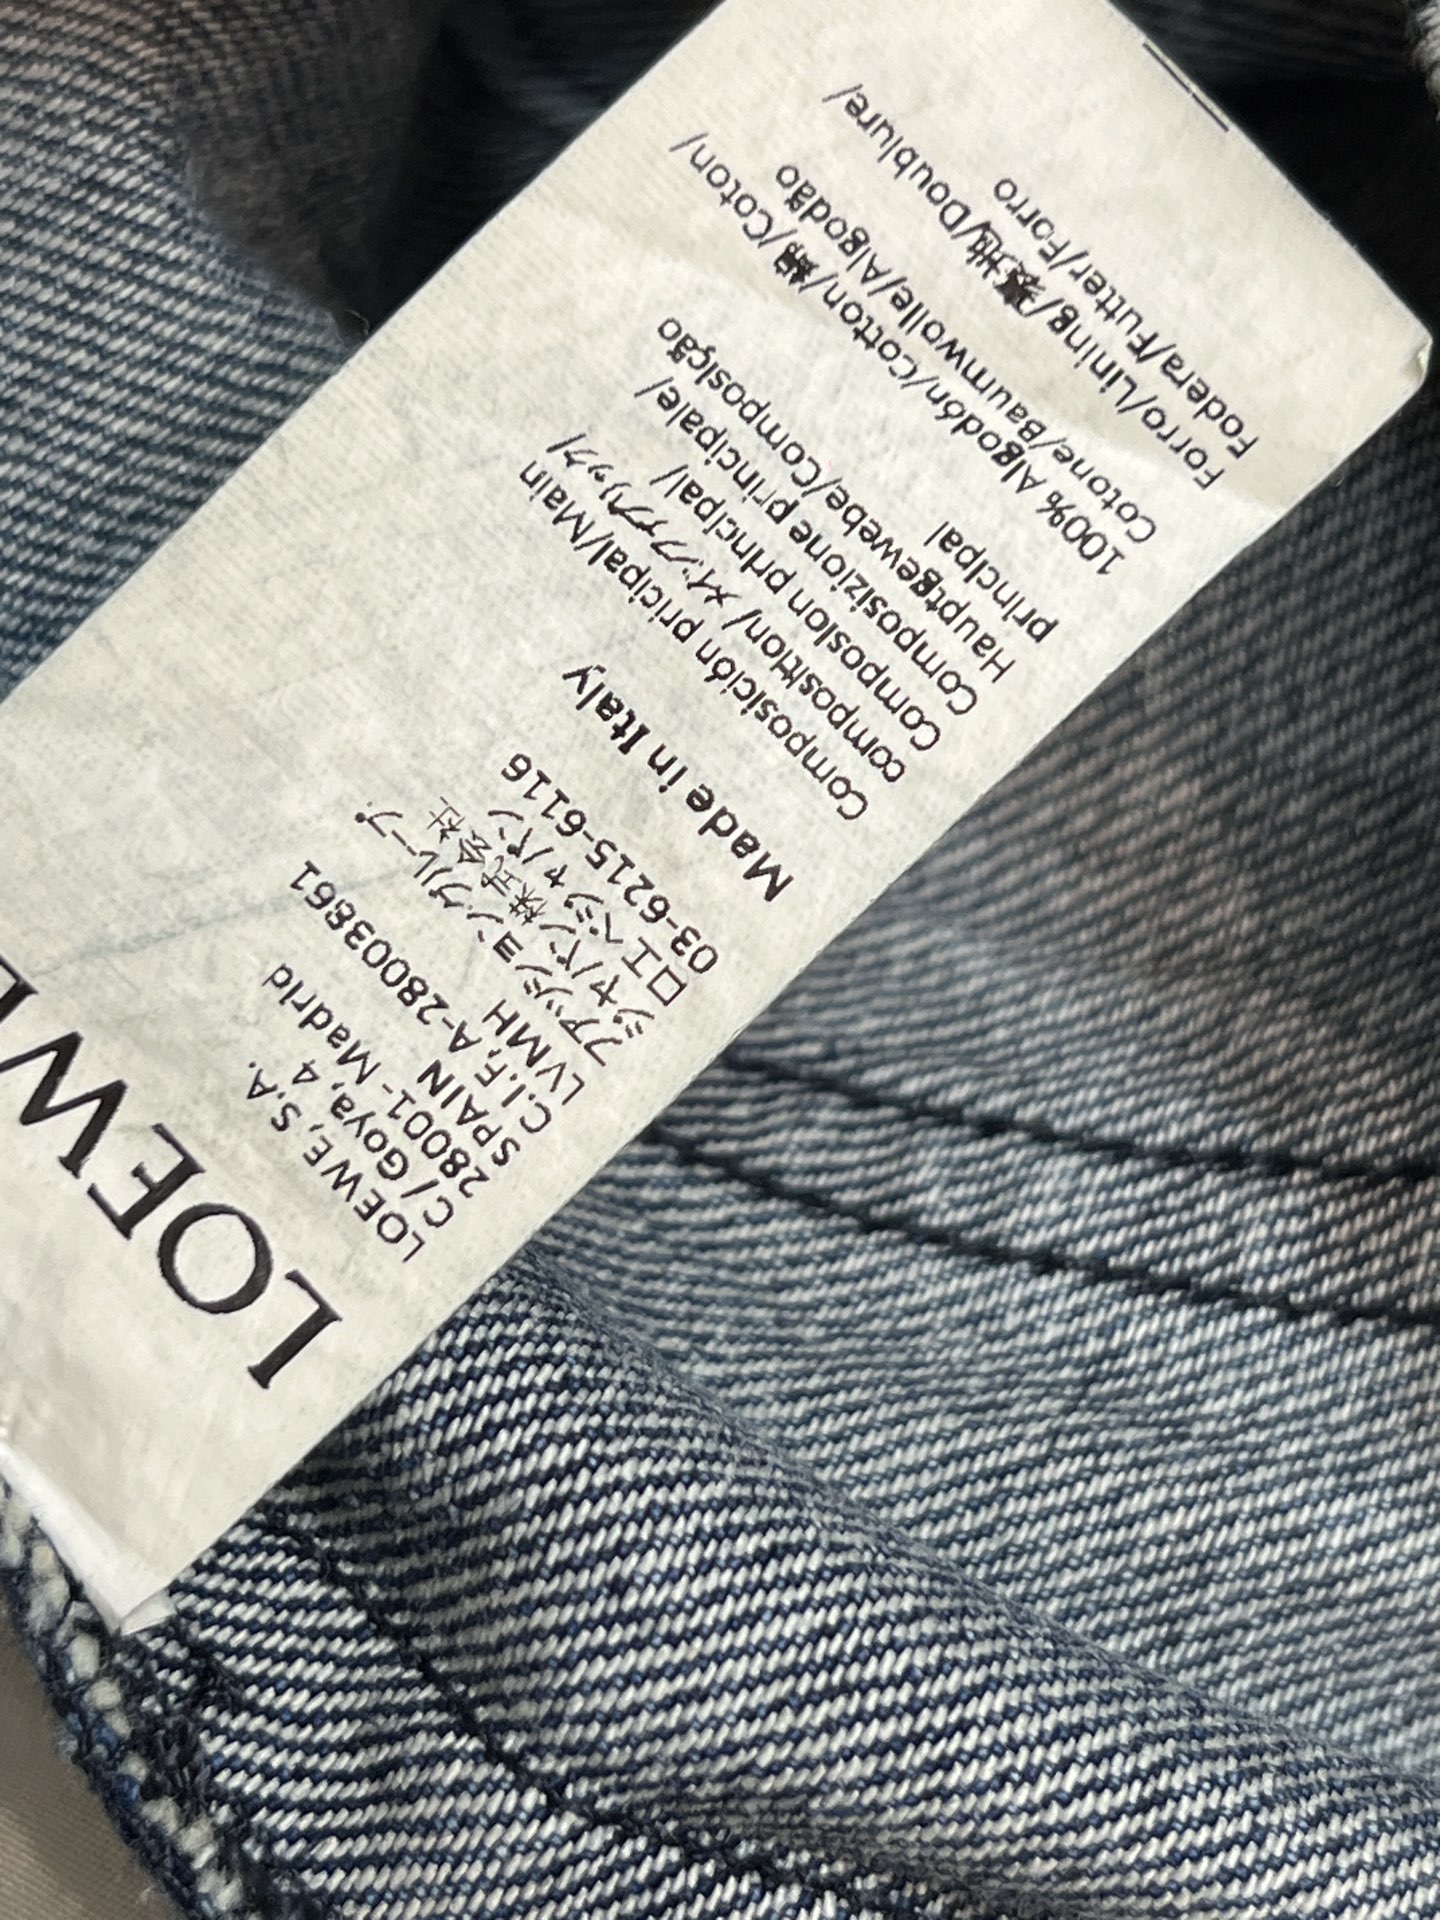 LOEWE
LOEWE, S.A.
C/ Goya, 4
28001- Madrid
SPAIN
C.I.F. A-28003861
LVMH
ファッションググループ
ジャパン株式会社
ロエベジャパン
03-6215-6116
Made in Italy
Composición pricipal/Main
composition/ メインファブリック/
Composion principal/
Composizione principale/
Hauptgewebe/Composição
principal
100% Algodón/Cotton/綿/Coton/
Cotone/Baumwolle/Algodão
Forro/Lining/裏地/Doublure/
Fodera/Futter/Forro